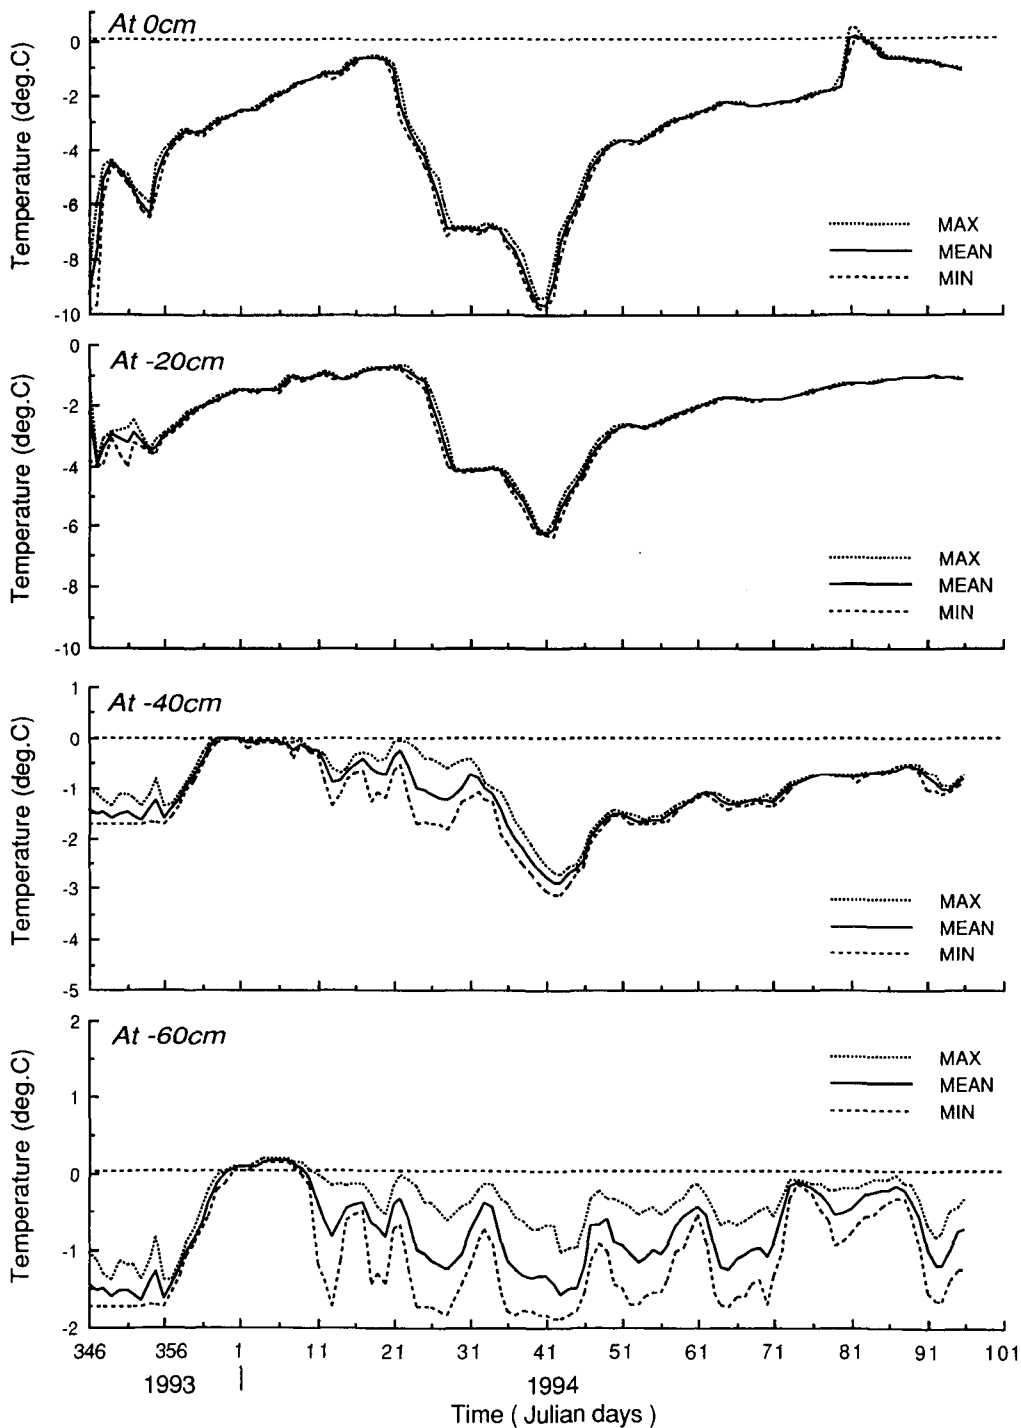 At 0cm
0
-2
-4
-6
-8
-10
Temperature (deg.C)
MAX
MEAN
MIN
At -20cm
0
-2
-4
-6
-8
-10
Temperature (deg.C)
MAX
MEAN
MIN
At -40cm
1
0
-1
-2
-3
-4
-5
Temperature (deg.C)
MAX
MEAN
MIN
At -60cm
2
1
0
-1
-2
Temperature (deg.C)
MAX
MEAN
MIN
346 356 1 11 21 31 41 51 61 71 81 91 101
1993 1994
Time ( Julian days )